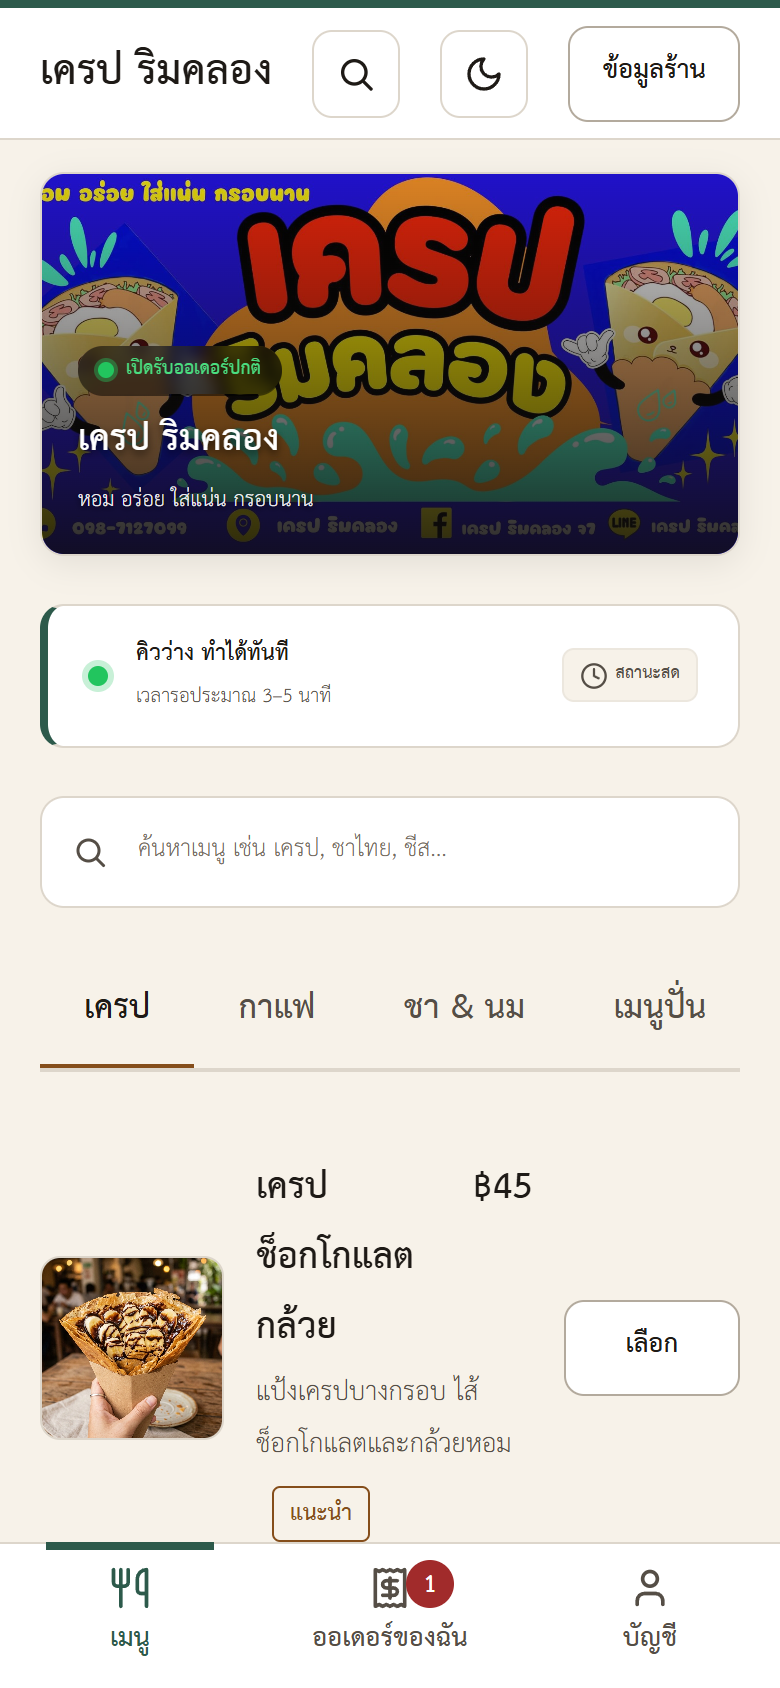 เครป ริมคลอง
ข้อมูลร้าน
อม อร่อย ใส่แน่น กรอบนาน
เครป
ริมคลอง
เปิดรับออเดอร์ปกติ
เครป ริมคลอง
หอม อร่อย ใส่แน่น กรอบนาน
098-7127099
เครป ริมคลอง
เครป ริมคลอง จ7
LINE
เครป ริมค
คิวว่าง ทำได้ทันที
เวลารอประมาณ 3–5 นาที
สถานะสด
ค้นหาเมนู เช่น เครป, ชาไทย, ชีส...
เครป
กาแฟ
ชา & นม
เมนูปั่น
เครป
ช็อกโกแลต
กล้วย
฿45
แป้งเครปบางกรอบ ไส้
ช็อกโกแลตและกล้วยหอม
แนะนำ
เลือก
เมนู
1
ออเดอร์ของฉัน
บัญชี